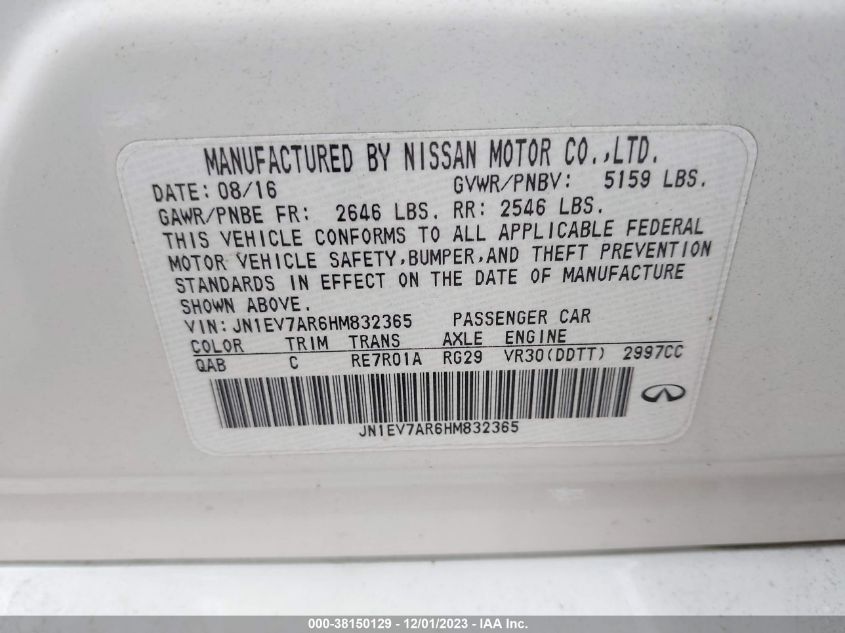 MANUFACTURED BY NISSAN MOTOR CO.,LTD.
DATE: 08/16 GVWR/PNBV: 5159 LBS.
GAWR/PNBE FR: 2646 LBS. RR: 2546 LBS.
THIS VEHICLE CONFORMS TO ALL APPLICABLE FEDERAL
MOTOR VEHICLE SAFETY,BUMPER,AND THEFT PREVENTION
STANDARDS IN EFFECT ON THE DATE OF MANUFACTURE
SHOWN ABOVE.
VIN:JN1EV7AR6HM832365 PASSENGER CAR
COLOR TRIM TRANS AXLE ENGINE
QAB C RE7R01A RG29 VR30(DDTT) 2997CC
JN1EV7AR6HM832365
000-38150129 - 12/01/2023 - IAA Inc.